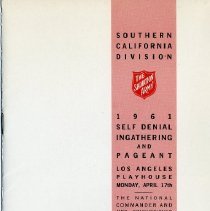 SOUTHERN
CALIFORNIA
DIVISION
THE
SALVATION
ARMY
1961
SELF DENIAL
INGATHERING
AND
PAGEANT
LOS ANGELES
PLAYHOUSE
MONDAY, APRIL 17th
THE NATIONAL
COMMANDER AND